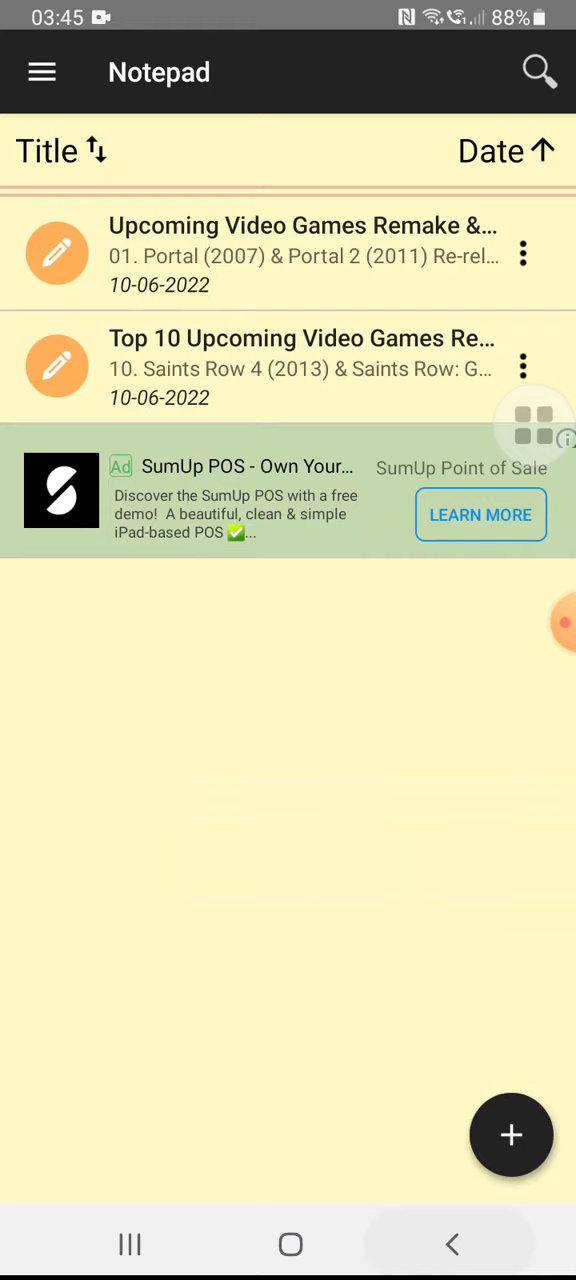 03:45 88%
Notepad
Title Date
Upcoming Video Games Remake &...
01. Portal (2007) & Portal 2 (2011) Re-rel...
10-06-2022
Top 10 Upcoming Video Games Re...
10. Saints Row 4 (2013) & Saints Row: G...
10-06-2022
Ad SumUp POS - Own Your... SumUp Point of Sale
Discover the SumUp POS with a free
demo! A beautiful, clean & simple
iPad-based POS ✅...
LEARN MORE